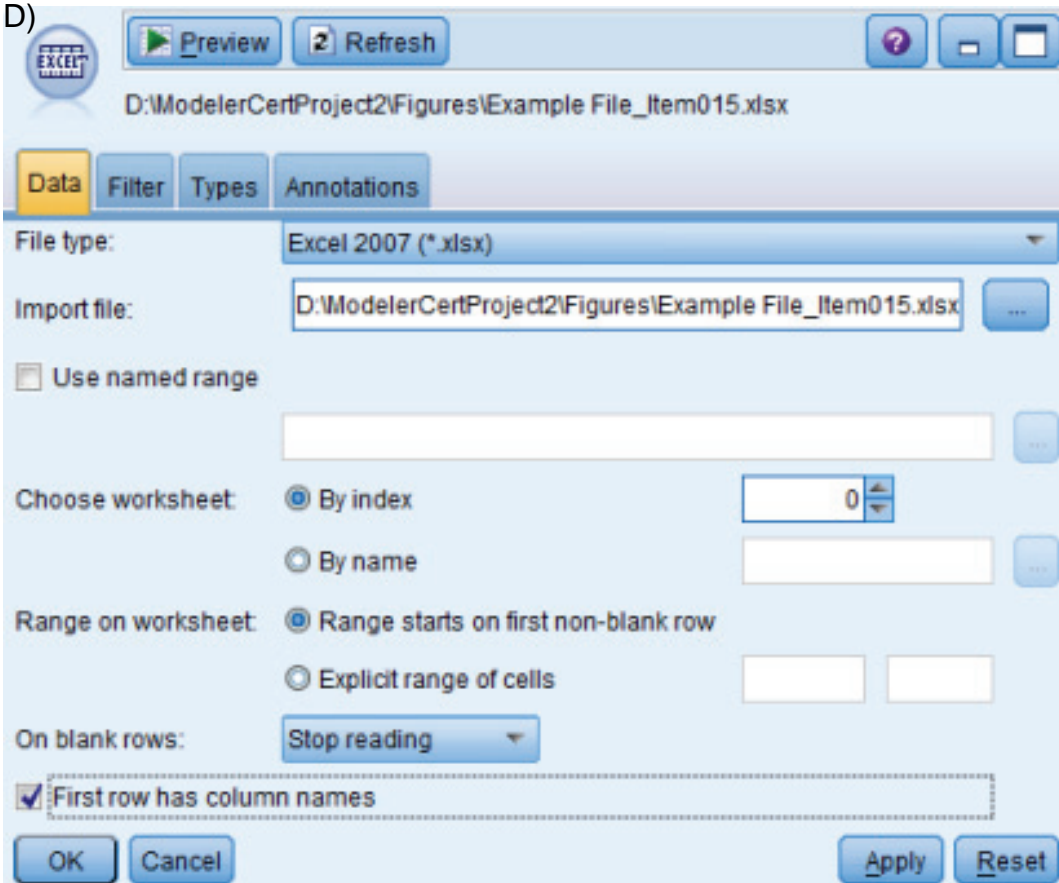 D)
EXCEL
Preview
2 Refresh
?
D:\ModelerCertProject2\Figures\Example File_Item015.xlsx
Data Filter Types Annotations
File type: Excel 2007 (*.xlsx)
Import file: D:\ModelerCertProject2\Figures\Example File_Item015.xlsx ...
Use named range
...
Choose worksheet: By index 0
By name ...
Range on worksheet: Range starts on first non-blank row
Explicit range of cells
On blank rows: Stop reading
First row has column names
OK Cancel Apply Reset